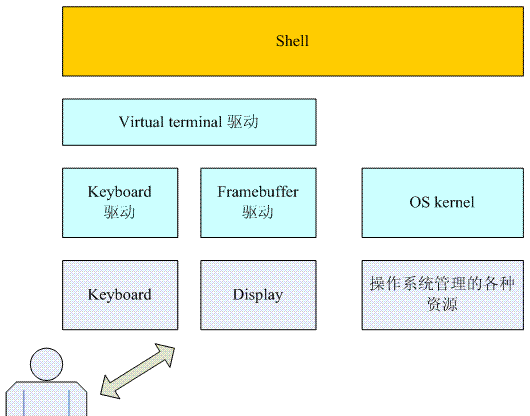 Shell
Virtual terminal 驱动
Keyboard
驱动
Framebuffer
驱动
OS kernel
Keyboard
Display
操作系统管理的各种
资源